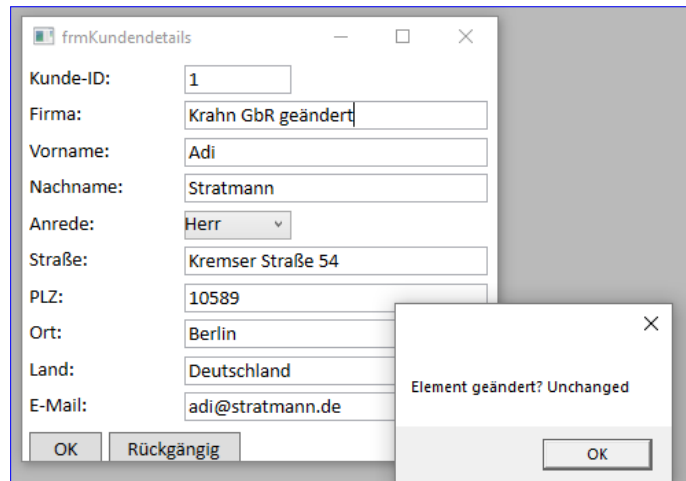 frmKundendetails
Kunde-ID: 1
Firma: Krahn GbR geändert
Vorname: Adi
Nachname: Stratmann
Anrede: Herr
Straße: Kremser Straße 54
PLZ: 10589
Ort: Berlin
Land: Deutschland
Element geändert? Unchanged
E-Mail: adi@stratmann.de
OK Rückgängig
OK